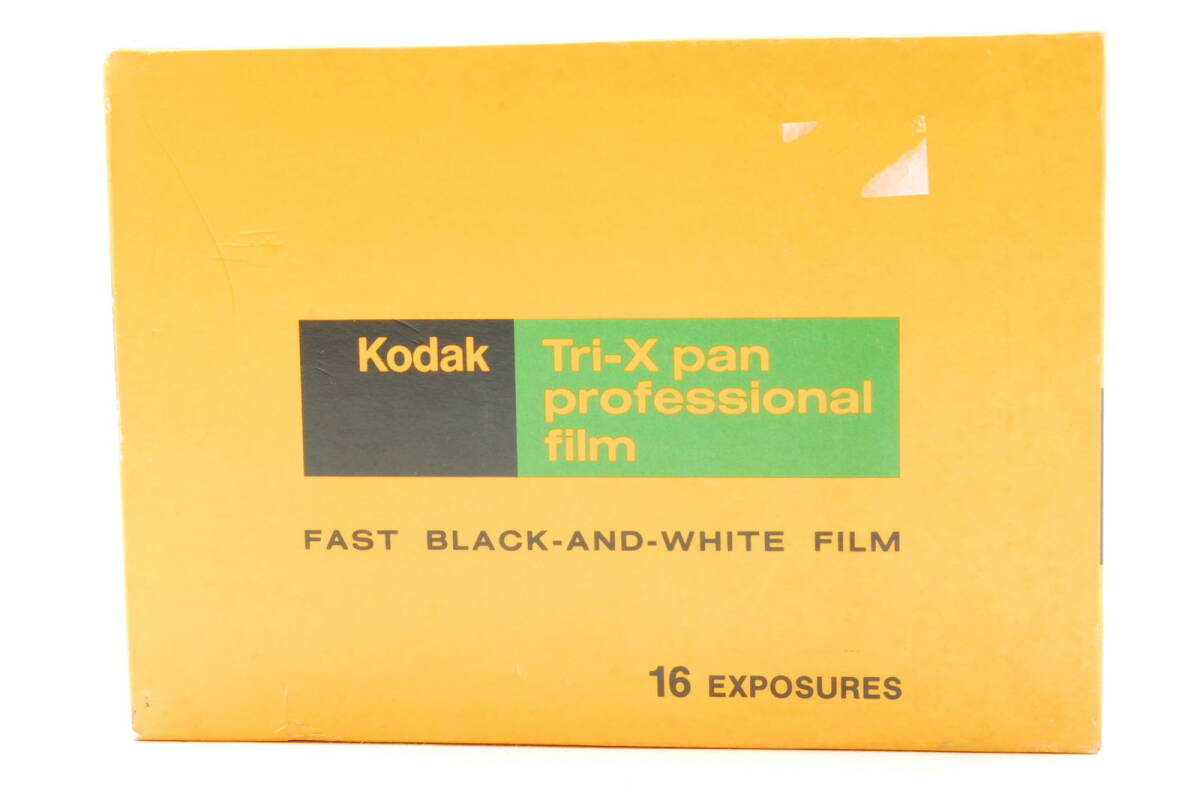 Kodak
Tri-X pan
professional
film
FAST BLACK-AND-WHITE FILM
16 EXPOSURES